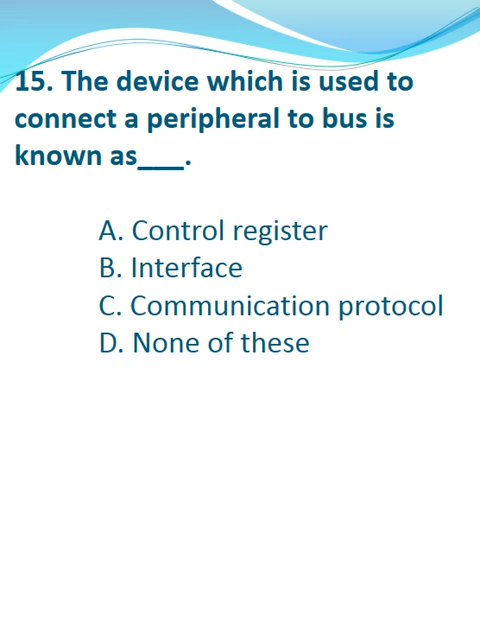 15. The device which is used to
connect a peripheral to bus is
known as___.
A. Control register
B. Interface
C. Communication protocol
D. None of these